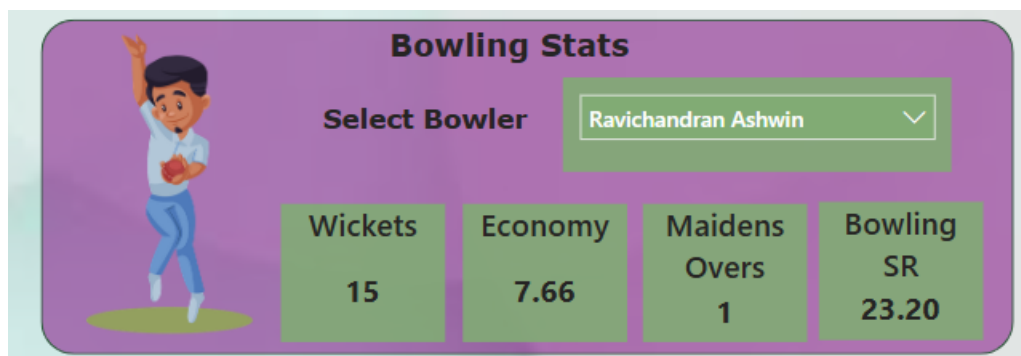 Bowling Stats
Select Bowler
Ravichandran Ashwin
Wickets
15
Economy
7.66
Maidens
Overs
1
Bowling
SR
23.20